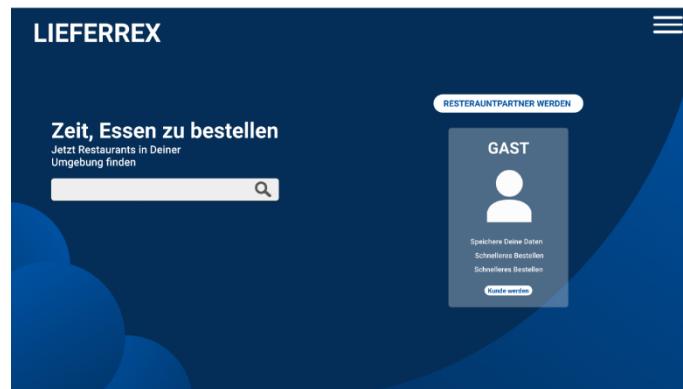 LIEFERREX
Zeit, Essen zu bestellen
Jetzt Restaurants in Deiner
Umgebung finden
RESTERAUNTPARTNER WERDEN
GAST
Speichere Deine Daten
Schnelleres Bestellen
Schnelleres Bestellen
Kunde werden